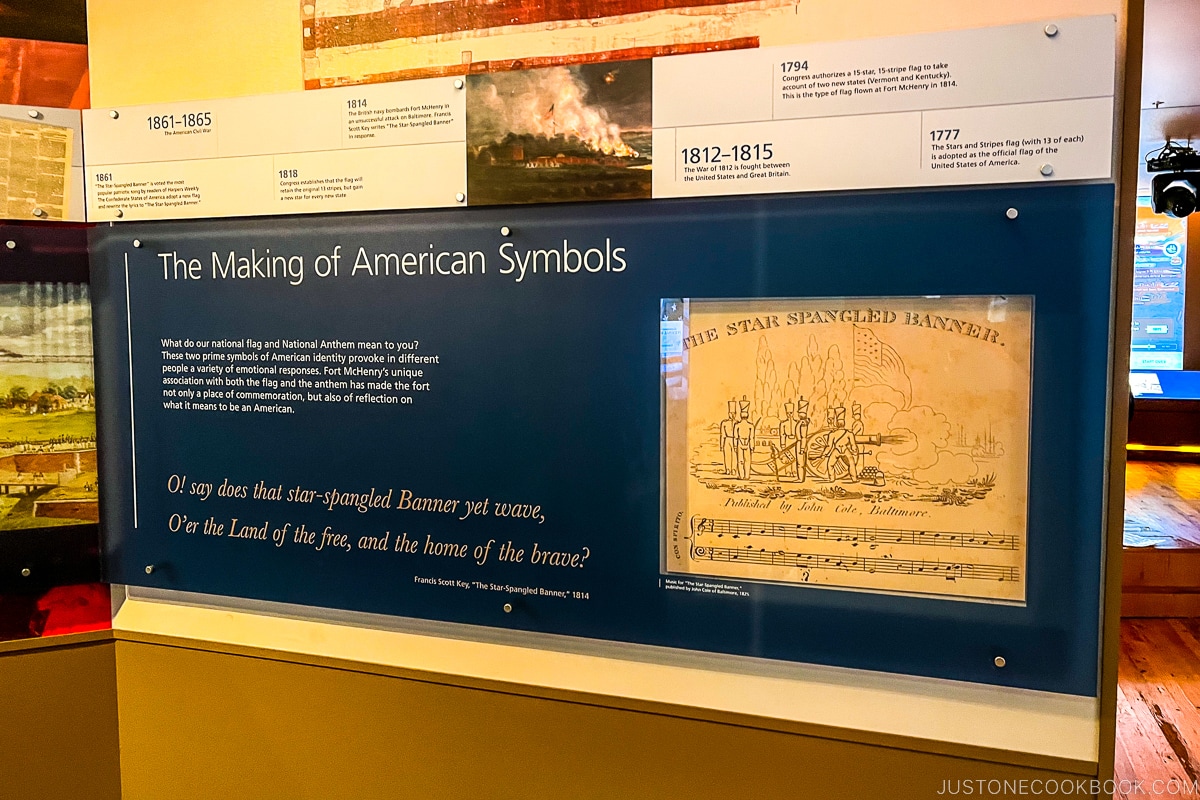 1861–1865
The American Civil War
1814
The British navy bombards Fort McHenry in
an unsuccessful attack on Baltimore. Francis
Scott Key writes "The Star-Spangled Banner"
in response.
1794
Congress authorizes a 15-star, 15-stripe flag to take
account of two new states (Vermont and Kentucky).
This is the type of flag flown at Fort McHenry in 1814.
1861
"The Star-Spangled Banner" is voted the most
popular patriotic song by readers of Harpers Weekly.
The Confederate States of America adopt a new flag
and rewrite the lyrics to "The Star-Spangled Banner."
1818
Congress establishes that the flag will
retain the original 13 stripes, but gain
a new star for every new state.
1812–1815
The War of 1812 is fought between
the United States and Great Britain.
1777
The Stars and Stripes flag (with 13 of each)
is adopted as the official flag of the
United States of America.
The Making of American Symbols
What do our national flag and National Anthem mean to you?
These two prime symbols of American identity provoke in different
people a variety of emotional responses. Fort McHenry's unique
association with both the flag and the anthem has made the fort
not only a place of commemoration, but also of reflection on
what it means to be an American.
O! say does that star-spangled Banner yet wave,
O'er the Land of the free, and the home of the brave?
Francis Scott Key, "The Star-Spangled Banner," 1814
THE STAR SPANGLED BANNER.
Published by John Cole, Baltimore.
CON SPIRITO.
Music for "The Star-Spangled Banner,"
published by John Cole of Baltimore, 1825
JUSTONECOOKBOOK.COM